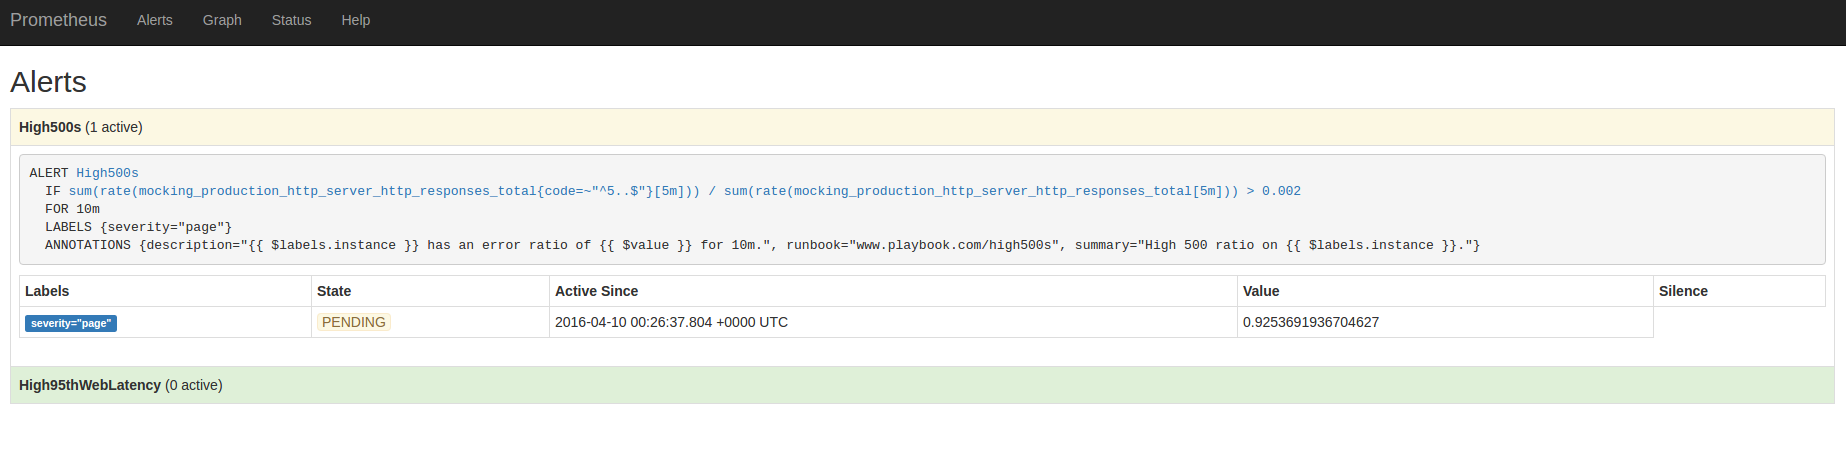 Prometheus Alerts Graph Status Help
Alerts
High500s (1 active)
ALERT High500s
IF sum(rate(mocking_production_http_server_http_responses_total{code=~"^5..$"}[5m])) / sum(rate(mocking_production_http_server_http_responses_total[5m])) > 0.002
FOR 10m
LABELS {severity="page"}
ANNOTATIONS {description="{{ $labels.instance }} has an error ratio of {{ $value }} for 10m.", runbook="www.playbook.com/high500s", summary="High 500 ratio on {{ $labels.instance }}."}
Labels State Active Since Value Silence
severity="page" PENDING 2016-04-10 00:26:37.804 +0000 UTC 0.9253691936704627
High95thWebLatency (0 active)